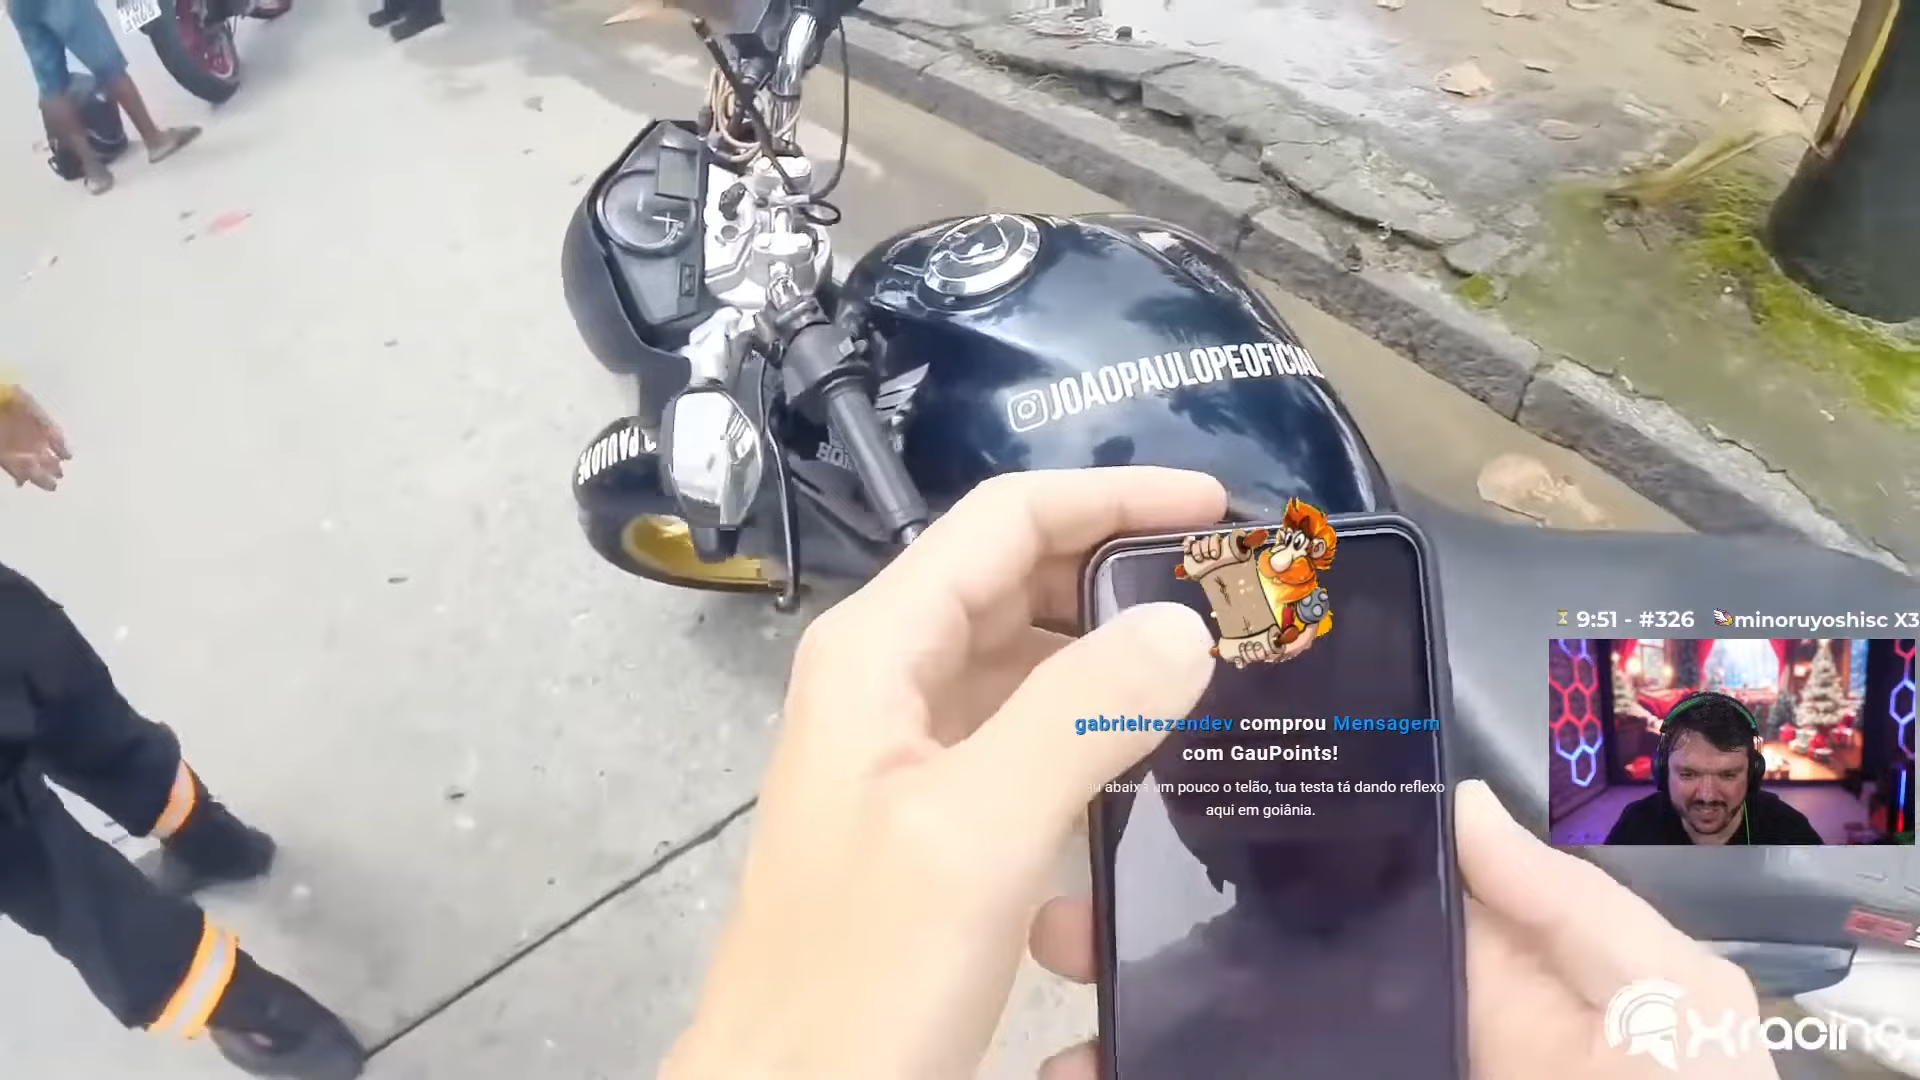 JOAOPAULOPEOFICIAL
9:51 - #326 minoruyoshisc X3
gabrielrezendev comprou Mensagem
com GauPoints!
um pouco o telão, tua testa tá dando reflexo
aqui em goiânia.
Xracing